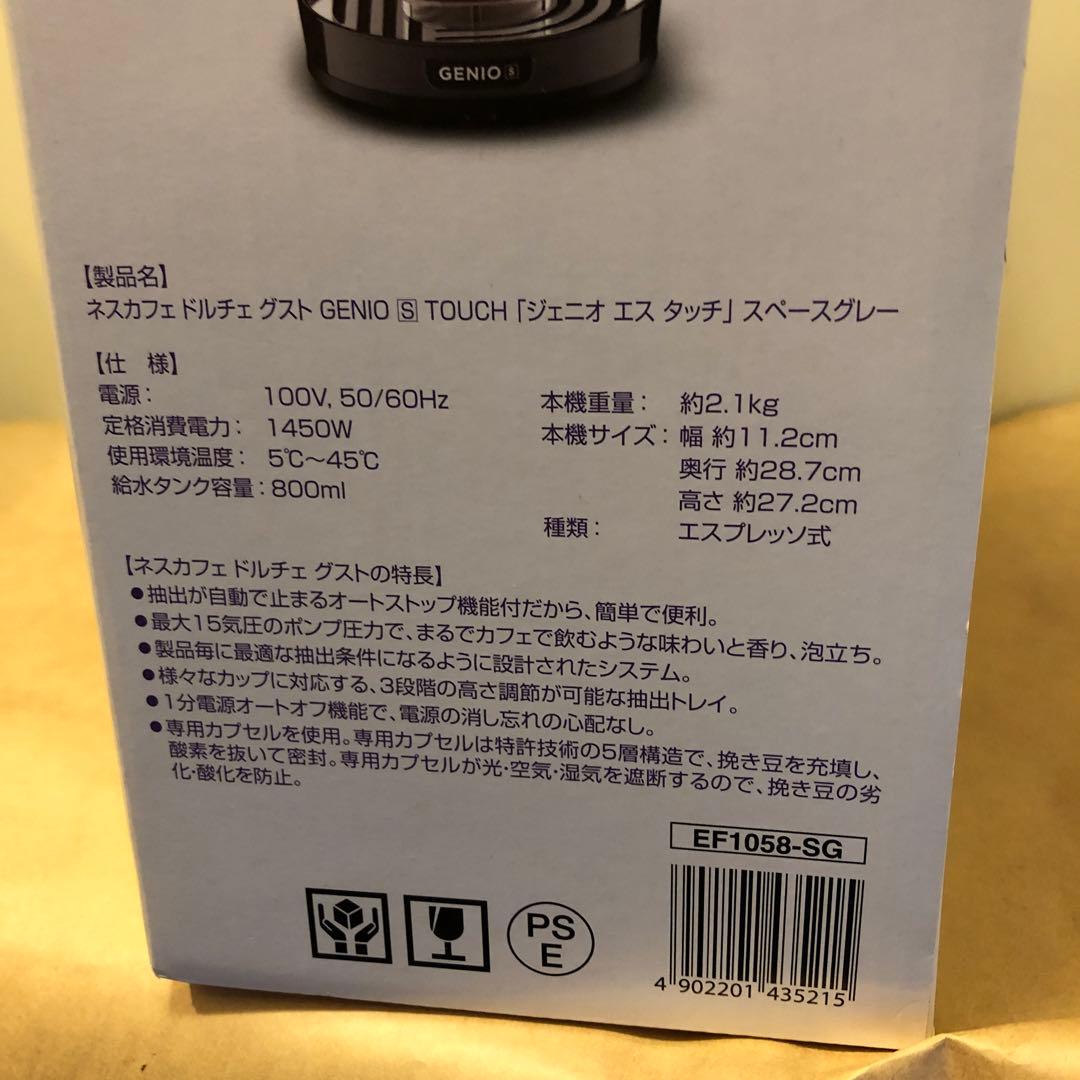 GENIO S
【製品名】
ネスカフェ ドルチェ グスト GENIO S TOUCH 「ジェニオ エス タッチ」 スペースグレー
【仕 様】
電源: 100V, 50/60Hz
定格消費電力: 1450W
使用環境温度: 5℃〜45℃
給水タンク容量: 800ml
本機重量: 約2.1kg
本機サイズ: 幅 約11.2cm
奥行 約28.7cm
高さ 約27.2cm
種類: エスプレッソ式
【ネスカフェ ドルチェ グストの特長】
●抽出が自動で止まるオートストップ機能付だから、簡単で便利。
●最大15気圧のポンプ圧力で、まるでカフェで飲むような味わいと香り、泡立ち。
●製品毎に最適な抽出条件になるように設計されたシステム。
●様々なカップに対応する、3段階の高さ調節が可能な抽出トレイ。
●1分電源オートオフ機能で、電源の消し忘れの心配なし。
●専用カプセルを使用。専用カプセルは特許技術の5層構造で、挽き豆を充填し、
酸素を抜いて密封。専用カプセルが光・空気・湿気を遮断するので、挽き豆の劣
化・酸化を防止。
EF1058-SG
PS
E
4 902201 435215